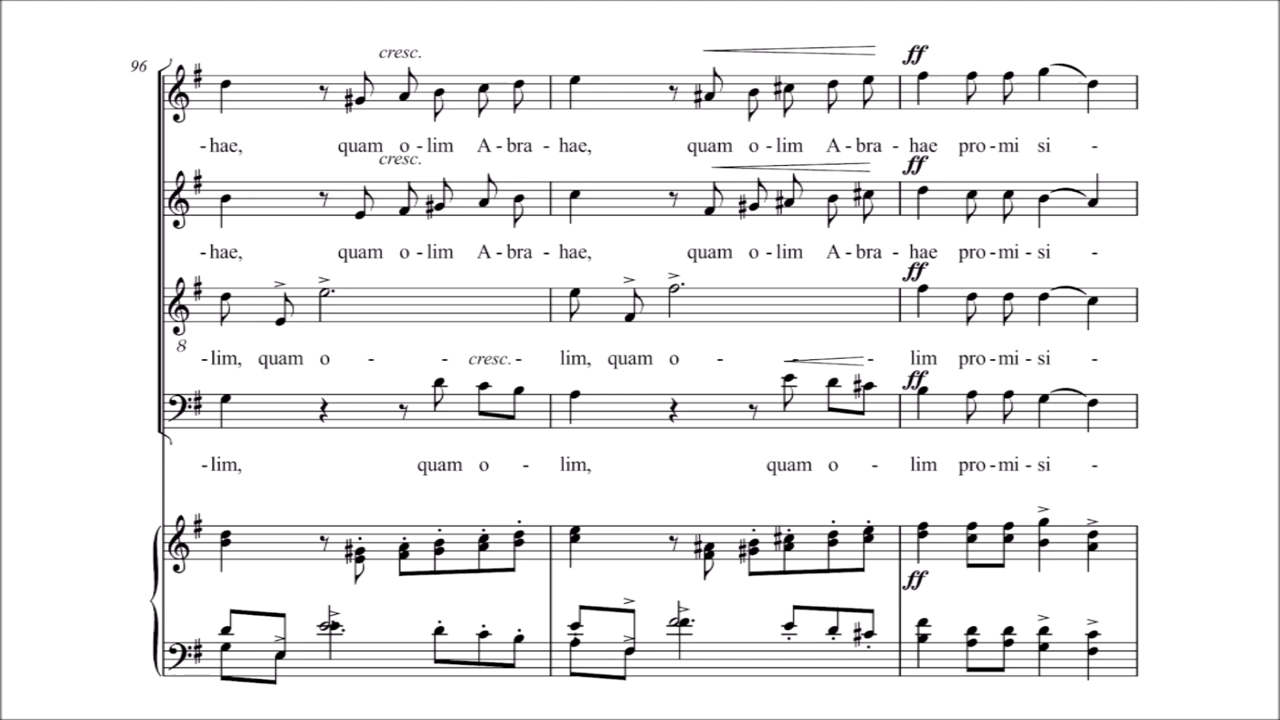 96
cresc.
ff
-hae, quam o - lim A - bra - hae, quam o - lim A - bra - hae pro - mi si -
cresc.
ff
-hae, quam o - lim A - bra - hae, quam o - lim A - bra - hae pro - mi - si -
ff
8
-lim, quam o - - - lim, quam o - - - lim pro - mi - si -
cresc.
ff
-lim, quam o - lim, quam o - lim pro - mi - si -
ff